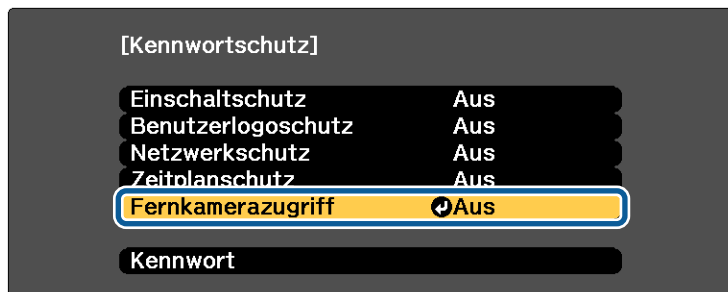 [Kennwortschutz]
Einschaltschutz Aus
Benutzerlogoschutz Aus
Netzwerkschutz Aus
Zeitplanschutz Aus
Fernkamerazugriff Aus
Kennwort